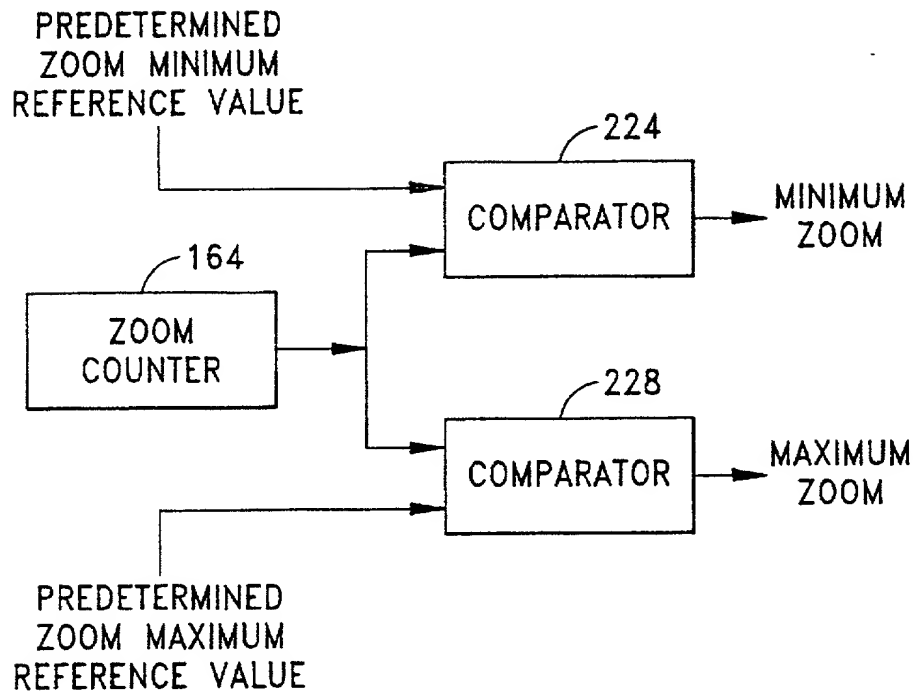 PREDETERMINED
ZOOM MINIMUM
REFERENCE VALUE
224
COMPARATOR
MINIMUM
ZOOM
164
ZOOM
COUNTER
228
COMPARATOR
MAXIMUM
ZOOM
PREDETERMINED
ZOOM MAXIMUM
REFERENCE VALUE